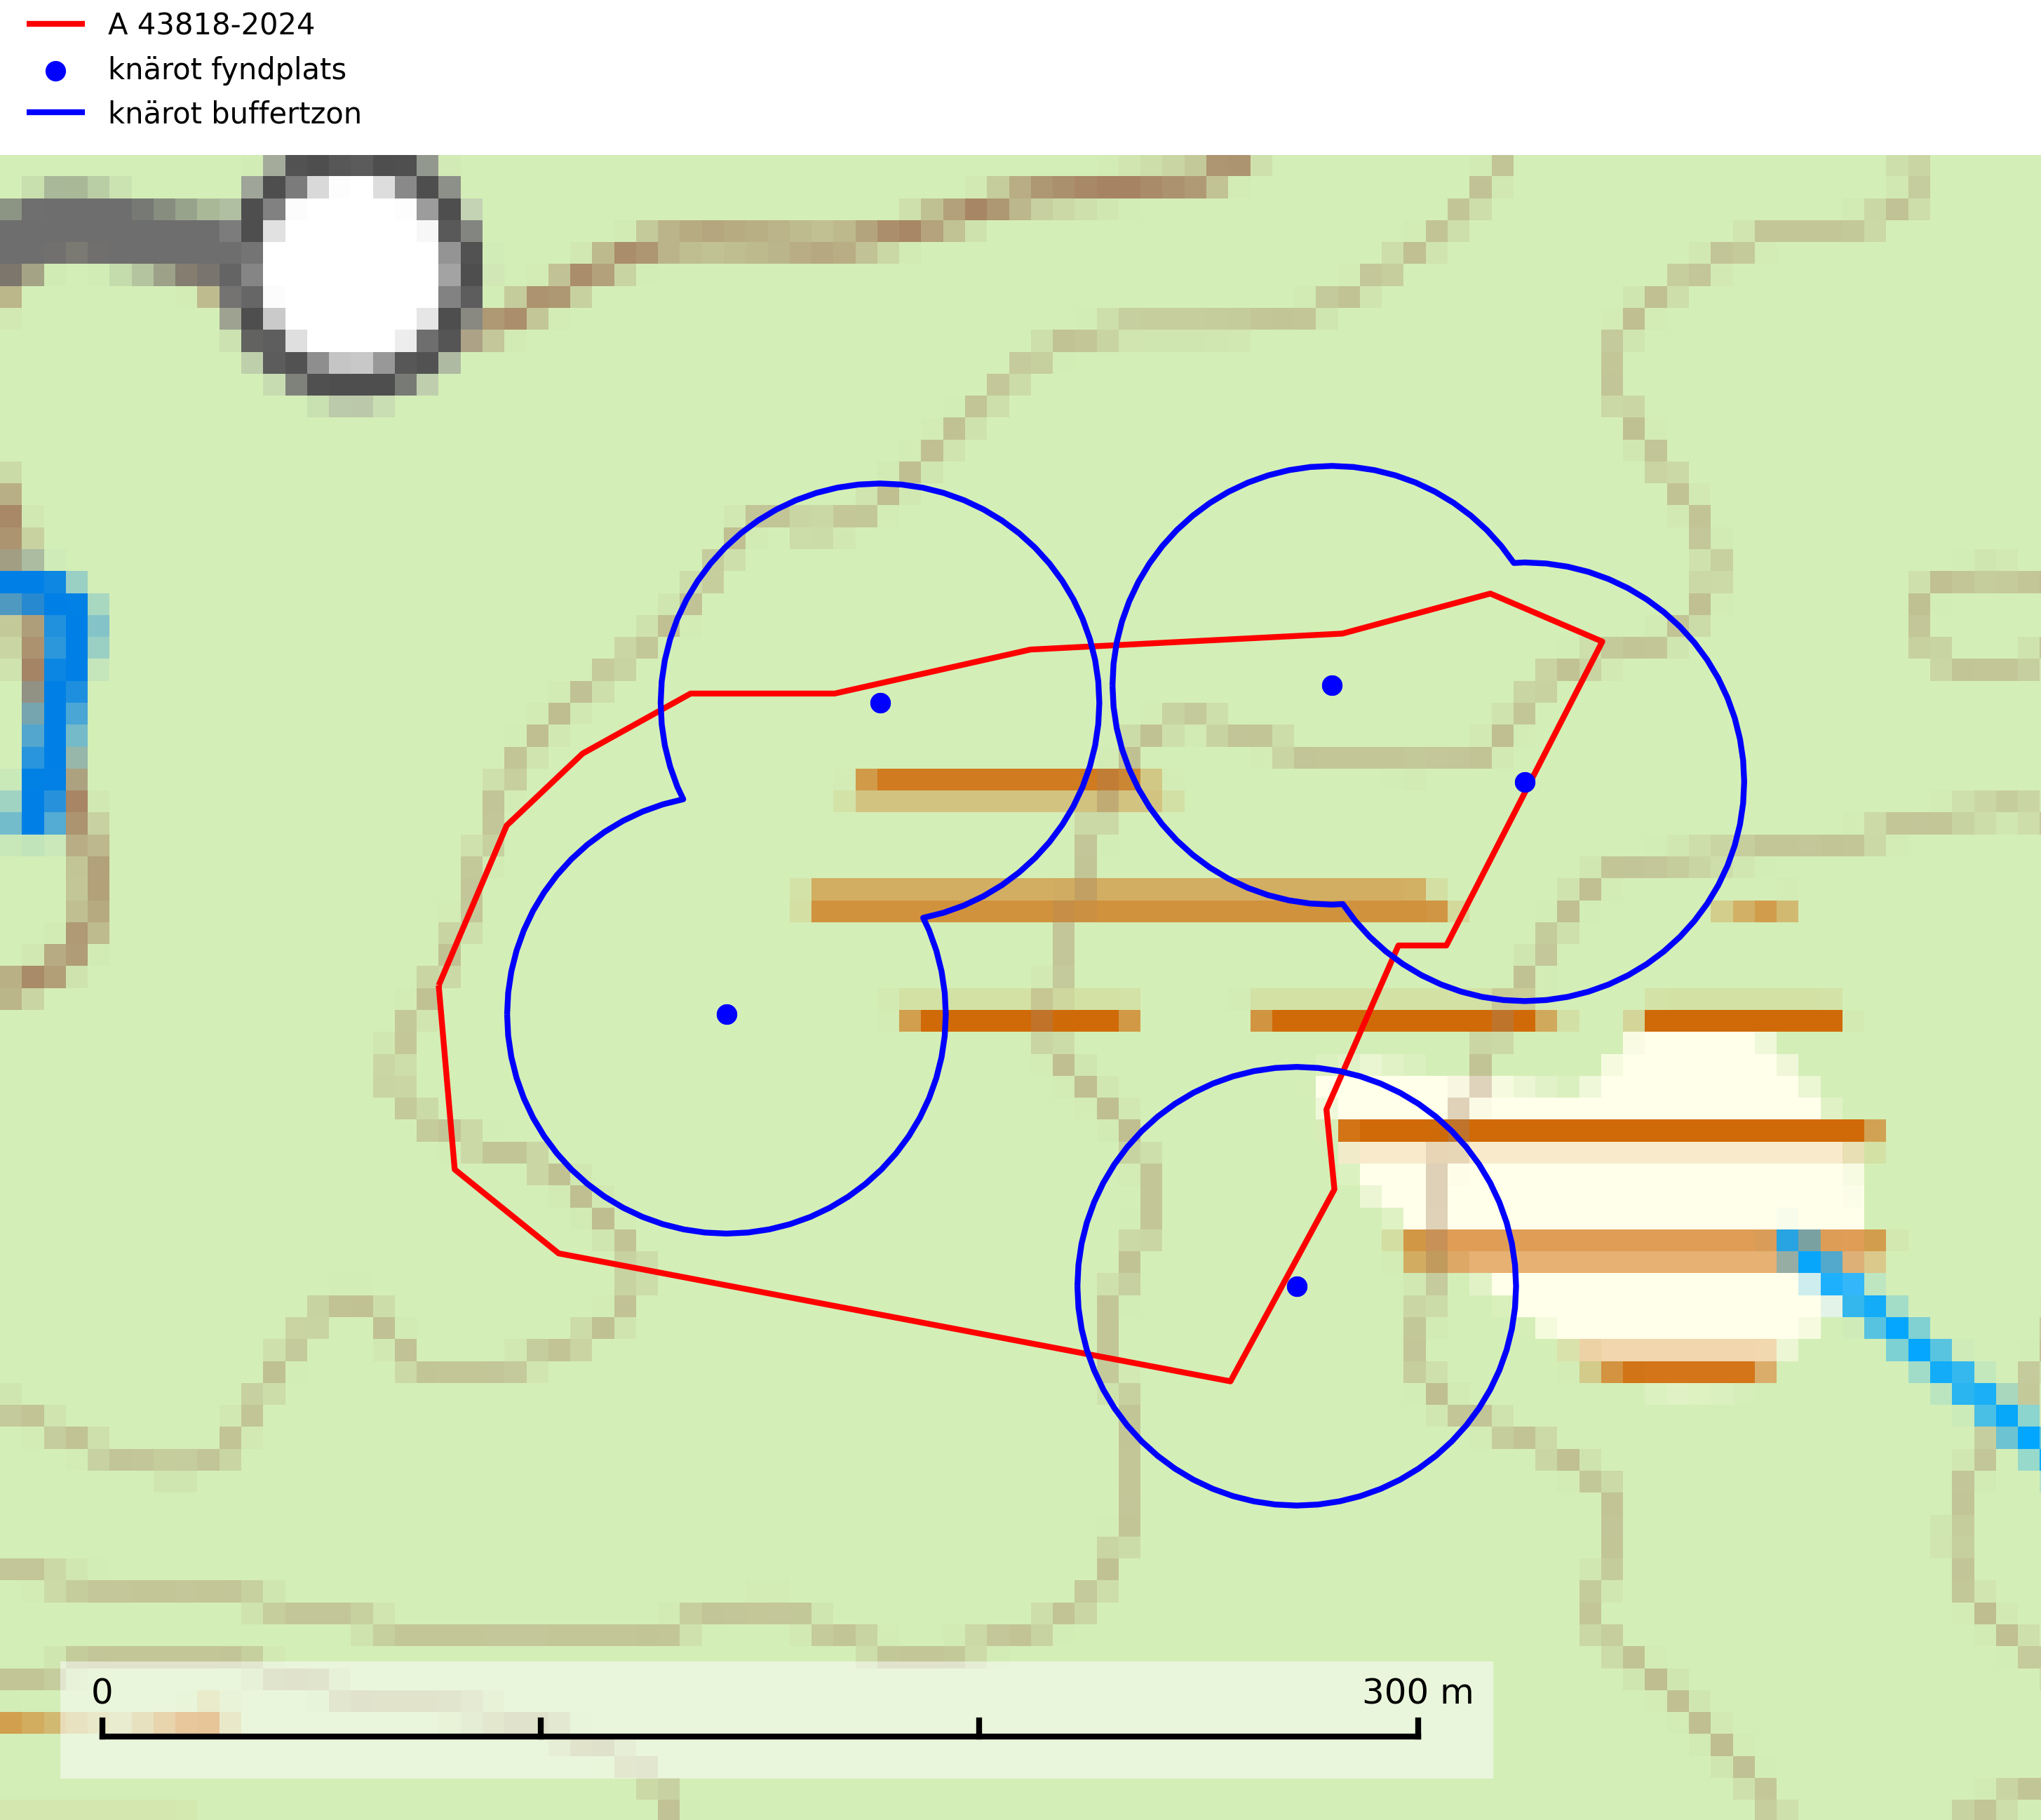 A 43818-2024
knärot fyndplats
knärot buffertzon
0 300 m